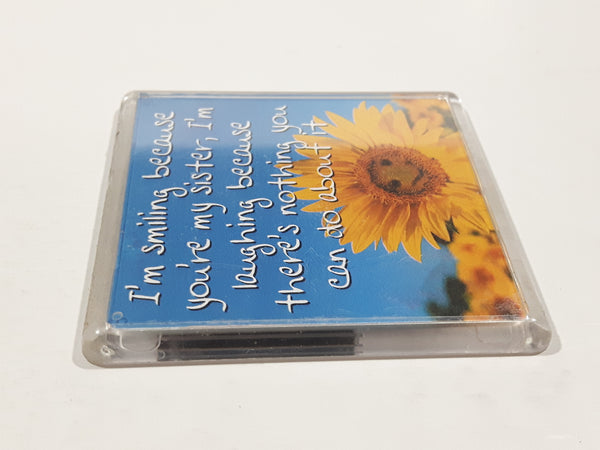 I'm smiling because
you're my sister, I'm
laughing because
there's nothing you
can do about it